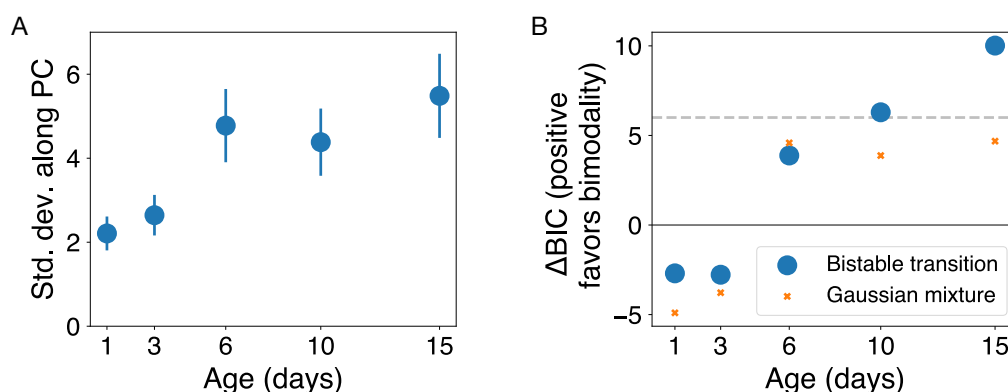 A
Std. dev. along PC
6
4
2
0
1 3 6 10 15
Age (days)
B
ΔBIC (positive
favors bimodality)
10
5
0
−5
Bistable transition
Gaussian mixture
1 3 6 10 15
Age (days)